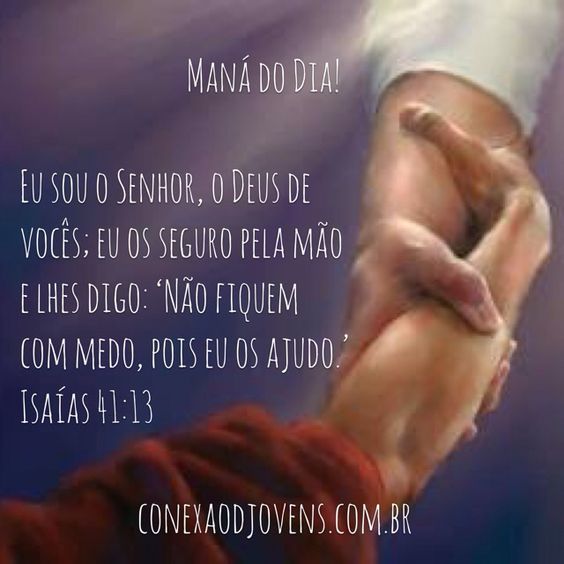 Maná do Dia!
Eu sou o Senhor, o Deus de
vocês; eu os seguro pela mão
e lhes digo: ‘Não fiquem
com medo, pois eu os ajudo.’
Isaías 41:13
conexaodjovens.com.br